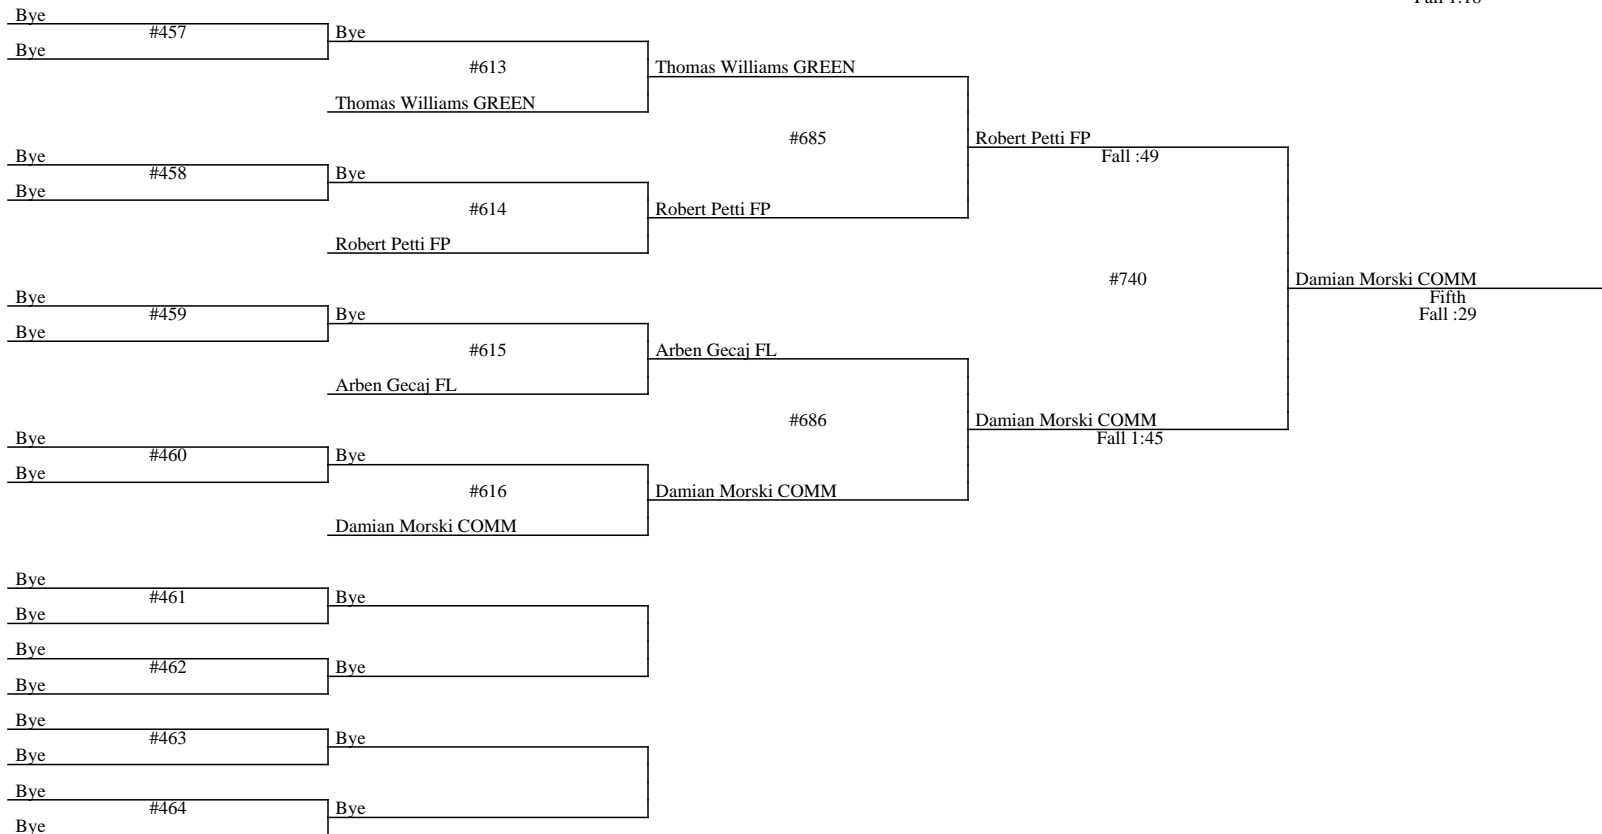 Bye
#457
Bye
Bye
#613
Thomas Williams GREEN
Thomas Williams GREEN
#685
Robert Petti FP
Fall :49
Bye
#458
Bye
Bye
#614
Robert Petti FP
Robert Petti FP
#740
Damian Morski COMM
Fifth
Fall :29
Bye
#459
Bye
Bye
#615
Arben Gecaj FL
Arben Gecaj FL
#686
Damian Morski COMM
Fall 1:45
Bye
#460
Bye
Bye
#616
Damian Morski COMM
Damian Morski COMM
Bye
#461
Bye
Bye
Bye
#462
Bye
Bye
Bye
#463
Bye
Bye
Bye
#464
Bye
Bye